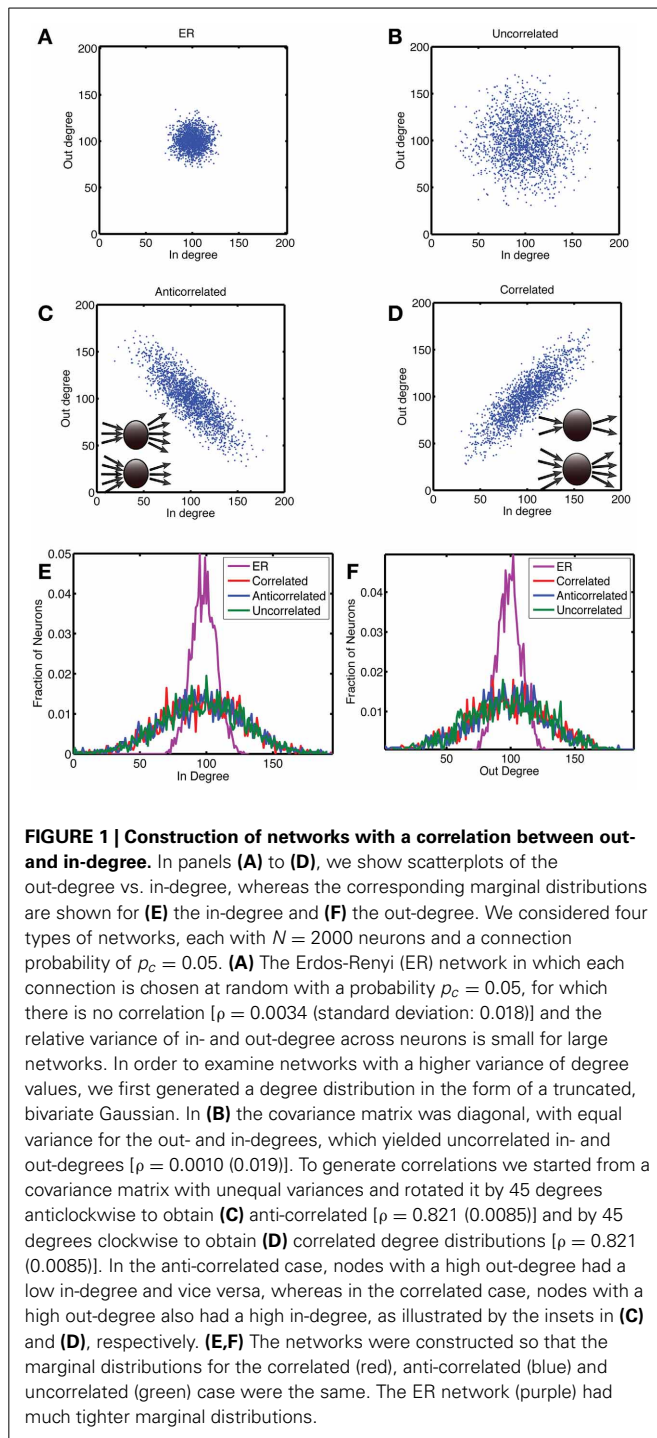 A
ER
200
150
100
50
0
0
50
100
150
200
Out degree
In degree
B
Uncorrelated
200
150
100
50
0
0
50
100
150
200
Out degree
In degree
C
Anticorrelated
200
150
100
50
0
0
50
100
150
200
Out degree
In degree
D
Correlated
200
150
100
50
0
0
50
100
150
200
Out degree
In degree
E
0.05
0.04
0.03
0.02
0.01
0
0
50
100
150
Fraction of Neurons
In Degree
ER
Correlated
Anticorrelated
Uncorrelated
F
0.04
0.03
0.02
0.01
50
100
150
Fraction of Neurons
Out Degree
ER
Correlated
Anticorrelated
Uncorrelated
FIGURE 1 | Construction of networks with a correlation between out-
and in-degree. In panels (A) to (D), we show scatterplots of the
out-degree vs. in-degree, whereas the corresponding marginal distributions
are shown for (E) the in-degree and (F) the out-degree. We considered four
types of networks, each with N = 2000 neurons and a connection
probability of pc = 0.05. (A) The Erdos-Renyi (ER) network in which each
connection is chosen at random with a probability pc = 0.05, for which
there is no correlation [ρ = 0.0034 (standard deviation: 0.018)] and the
relative variance of in- and out-degree across neurons is small for large
networks. In order to examine networks with a higher variance of degree
values, we first generated a degree distribution in the form of a truncated,
bivariate Gaussian. In (B) the covariance matrix was diagonal, with equal
variance for the out- and in-degrees, which yielded uncorrelated in- and
out-degrees [ρ = 0.0010 (0.019)]. To generate correlations we started from a
covariance matrix with unequal variances and rotated it by 45 degrees
anticlockwise to obtain (C) anti-correlated [ρ = 0.821 (0.0085)] and by 45
degrees clockwise to obtain (D) correlated degree distributions [ρ = 0.821
(0.0085)]. In the anti-correlated case, nodes with a high out-degree had a
low in-degree and vice versa, whereas in the correlated case, nodes with a
high out-degree also had a high in-degree, as illustrated by the insets in (C)
and (D), respectively. (E,F) The networks were constructed so that the
marginal distributions for the correlated (red), anti-correlated (blue) and
uncorrelated (green) case were the same. The ER network (purple) had
much tighter marginal distributions.